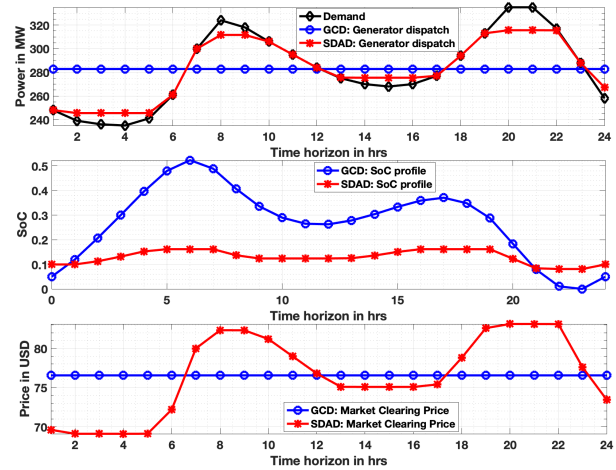 320
300
280
260
240
Power in MW
Demand
GCD: Generator dispatch
SDAD: Generator dispatch
2 4 6 8 10 12 14 16 18 20 22 24
Time horizon in hrs
0.5
0.4
0.3
0.2
0.1
0
SoC
GCD: SoC profile
SDAD: SoC profile
0 5 10 15 20
Time horizon in hrs
80
75
70
Price in USD
GCD: Market Clearing Price
SDAD: Market Clearing Price
2 4 6 8 10 12 14 16 18 20 22 24
Time horizon in hrs